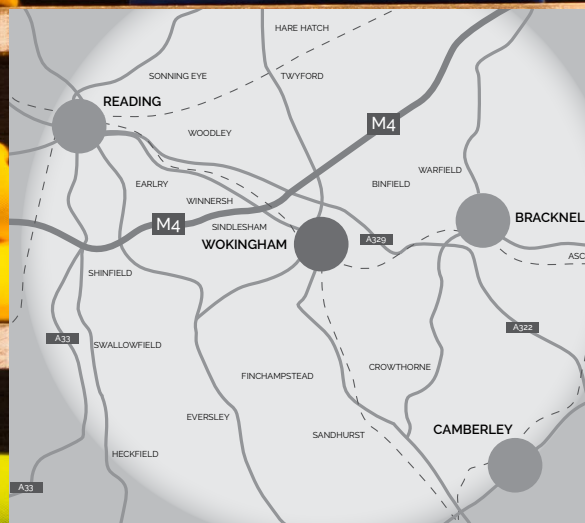 HARE HATCH
SONNING EYE
TWYFORD
READING
M4
WOODLEY
WARFIELD
EARLRY
BINFIELD
WINNERSH
BRACKNEL
M4
SINDLESHAM
A329
WOKINGHAM
ASC
SHINFIELD
A322
A33
SWALLOWFIELD
CROWTHORNE
FINCHAMPSTEAD
EVERSLEY
CAMBERLEY
SANDHURST
HECKFIELD
A33